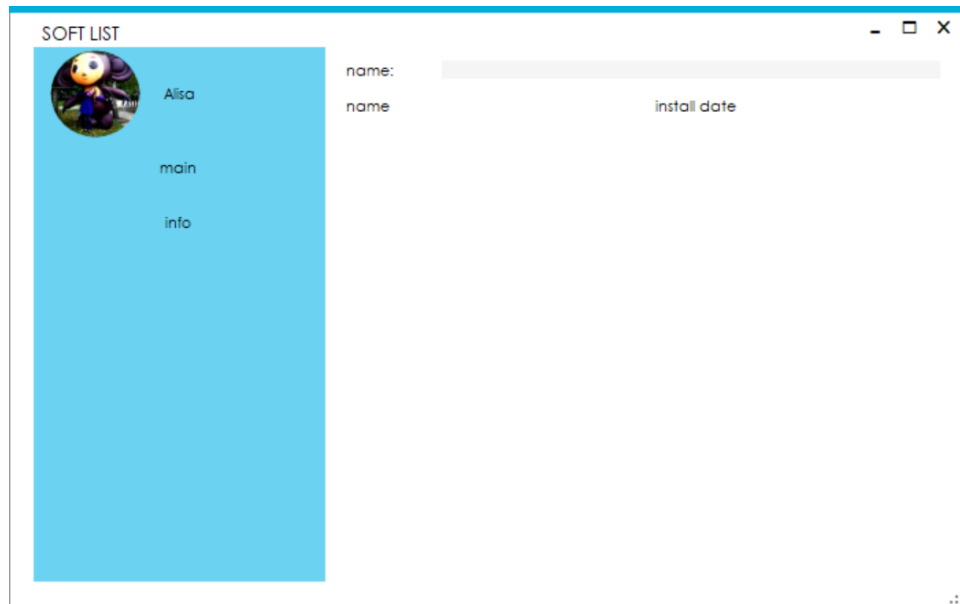 SOFT LIST
Alisa
main
info
name:
name install date